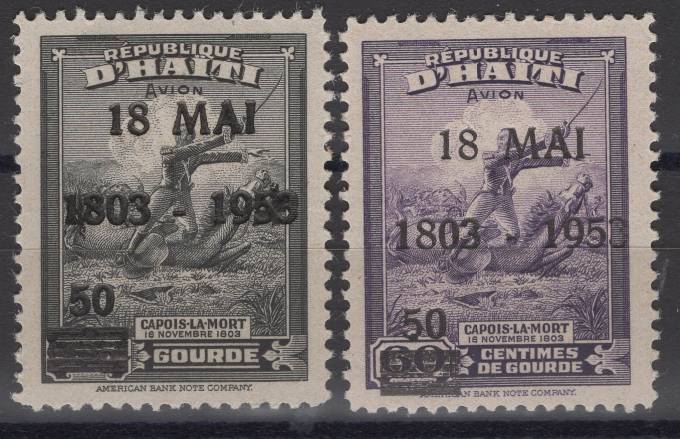 RÉPUBLIQUE
D'HAÏTI
AVION
18 MAI
1803 - 1953
50
CAPOIS-LA-MORT
18 NOVEMBRE 1803
GOURDE
AMERICAN BANK NOTE COMPANY.
RÉPUBLIQUE
D'HAÏTI
AVION
18 MAI
1803 - 1953
50
CAPOIS-LA-MORT
18 NOVEMBRE 1803
60 CENTIMES
DE GOURDE
AMERICAN BANK NOTE COMPANY.